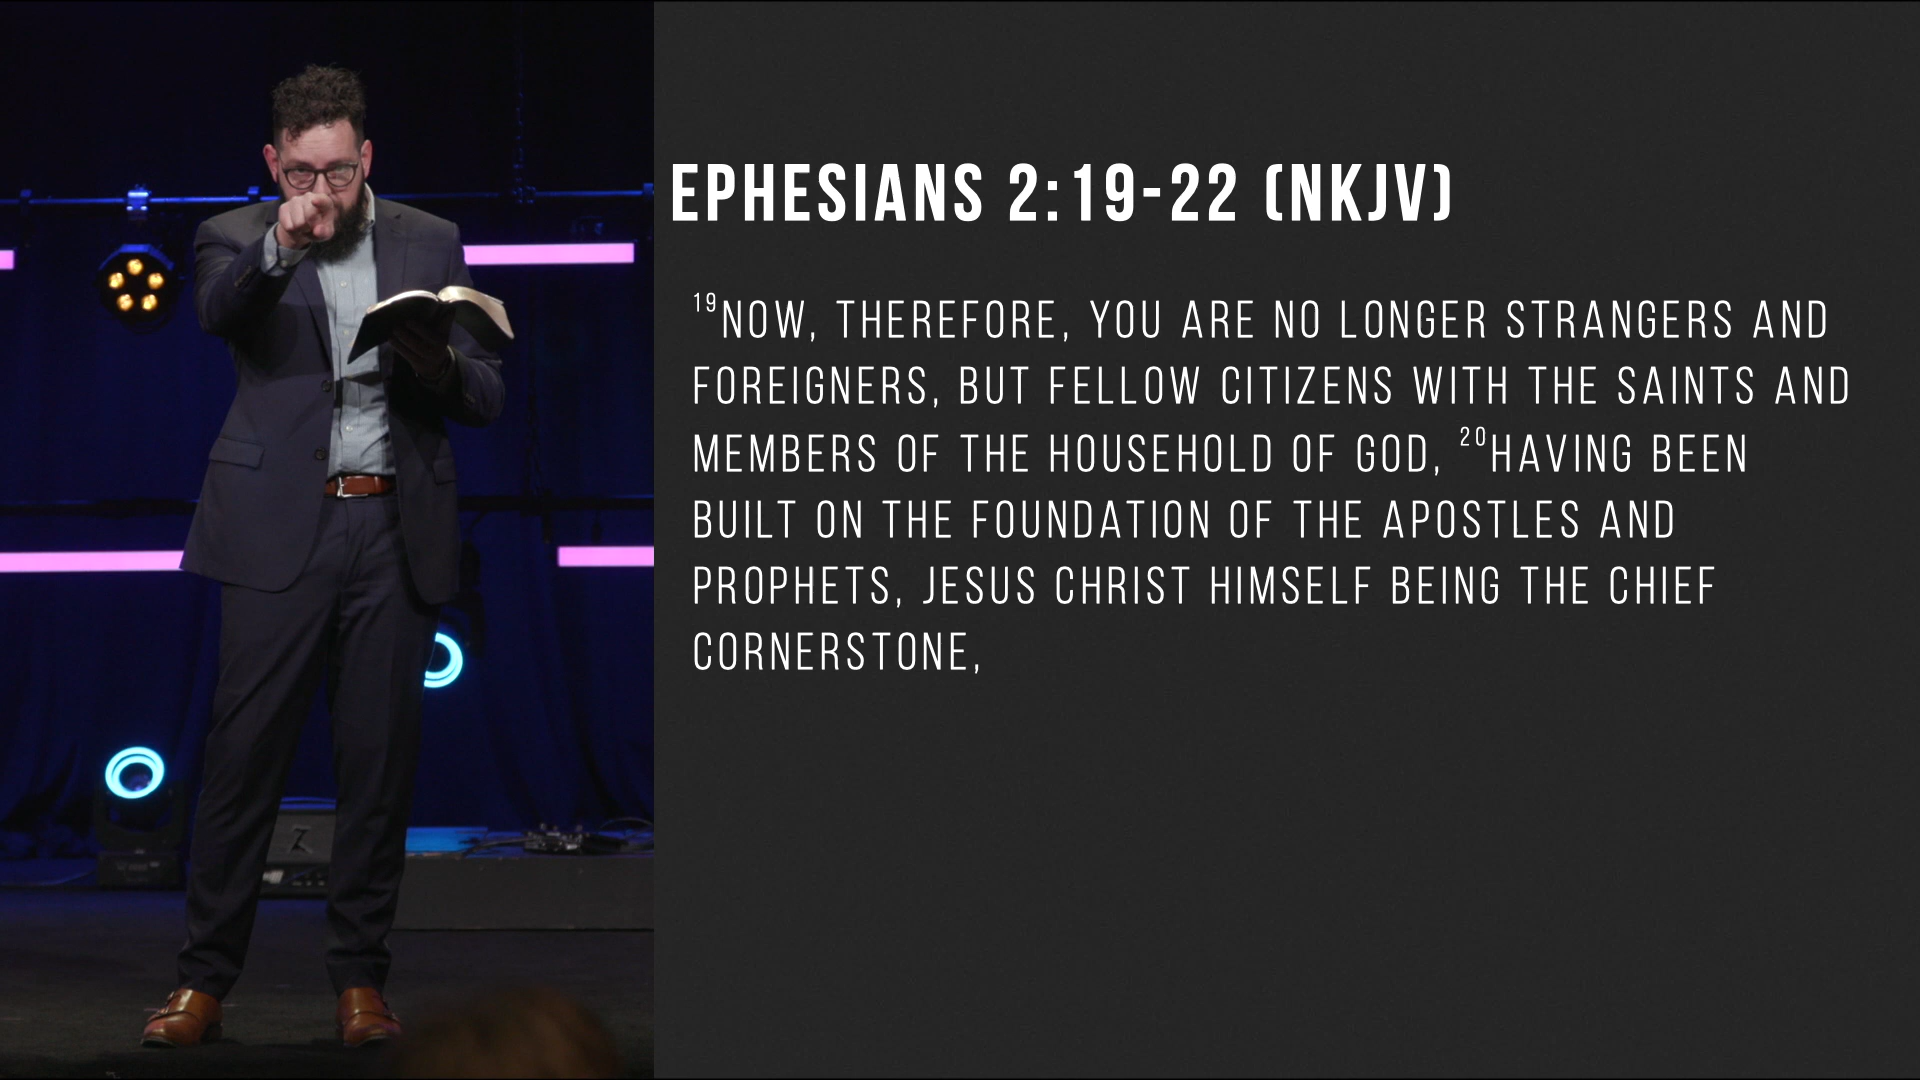 EPHESIANS 2:19-22 (NKJV)
19NOW, THEREFORE, YOU ARE NO LONGER STRANGERS AND
FOREIGNERS, BUT FELLOW CITIZENS WITH THE SAINTS AND
MEMBERS OF THE HOUSEHOLD OF GOD, 20HAVING BEEN
BUILT ON THE FOUNDATION OF THE APOSTLES AND
PROPHETS, JESUS CHRIST HIMSELF BEING THE CHIEF
CORNERSTONE,